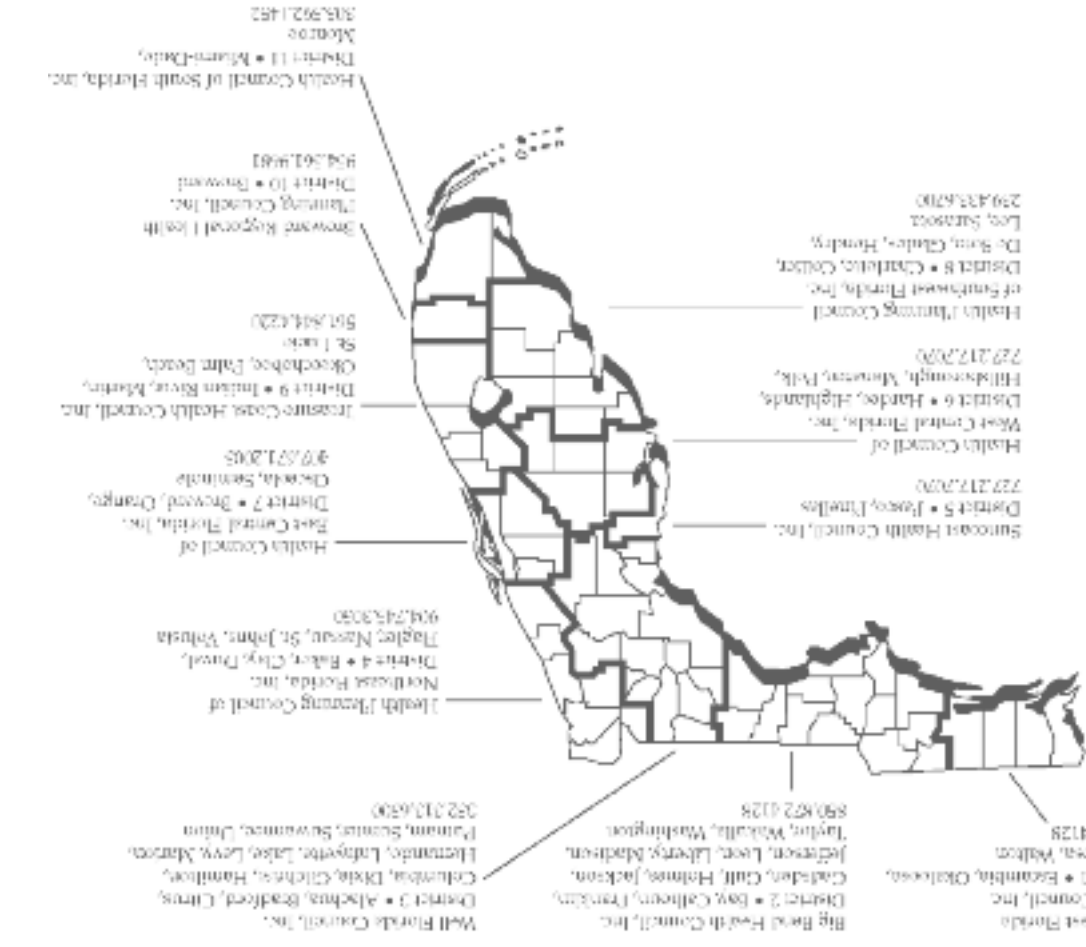 est Florida
Council, Inc.
1 • Escambia, Okaloosa,
osa, Walton
4128
Big Bend Health Council, Inc.
District 2 • Bay, Calhoun, Franklin,
Gadsden, Gulf, Holmes, Jackson,
Jefferson, Leon, Liberty, Madison,
Taylor, Wakulla, Washington
850.872.4128
Well Florida Council, Inc.
District 3 • Alachua, Bradford, Citrus,
Columbia, Dixie, Gilchrist, Hamilton,
Hernando, Lafayette, Lake, Levy, Marion,
Putnam, Sumter, Suwannee, Union
352.313.6500
Health Planning Council of
Northeast Florida, Inc.
District 4 • Baker, Clay, Duval,
Flagler, Nassau, St. Johns, Volusia
904.745.3050
Suncoast Health Council, Inc.
District 5 • Pasco, Pinellas
727.217.7070
Health Council of
West Central Florida, Inc.
District 6 • Hardee, Highlands,
Hillsborough, Manatee, Polk,
727.217.7070
Health Council of
East Central Florida, Inc.
District 7 • Brevard, Orange,
Osceola, Seminole
407.671.2005
Health Planning Council
of Southwest Florida, Inc.
District 8 • Charlotte, Collier,
De Soto, Glades, Hendry,
Lee, Sarasota
239.433.6700
Treasure Coast Health Council, Inc.
District 9 • Indian River, Martin,
Okeechobee, Palm Beach,
St. Lucie
561.844.4220
Broward Regional Health
Planning Council, Inc.
District 10 • Broward
954.561.9681
Health Council of South Florida, Inc.
District 11 • Miami-Dade,
Monroe
305.592.1452